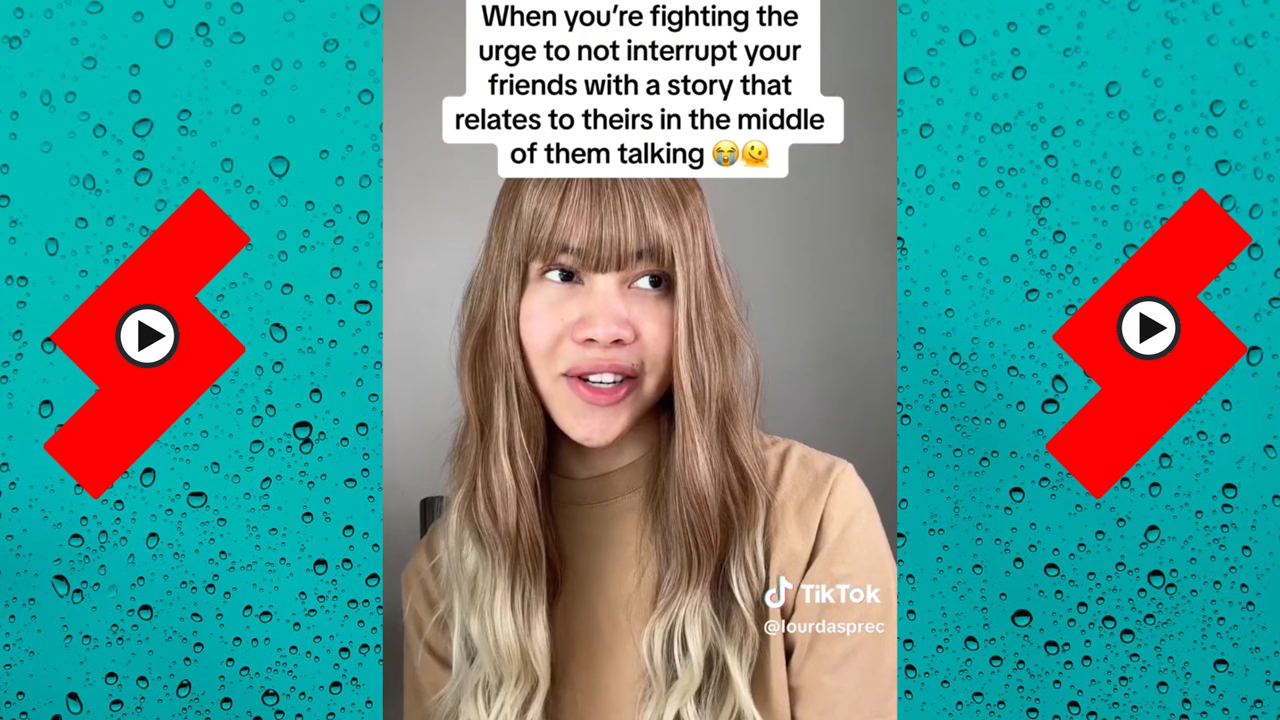 When you’re fighting the
urge to not interrupt your
friends with a story that
relates to theirs in the middle
of them talking 😭🫠
TikTok
@lourdasprec